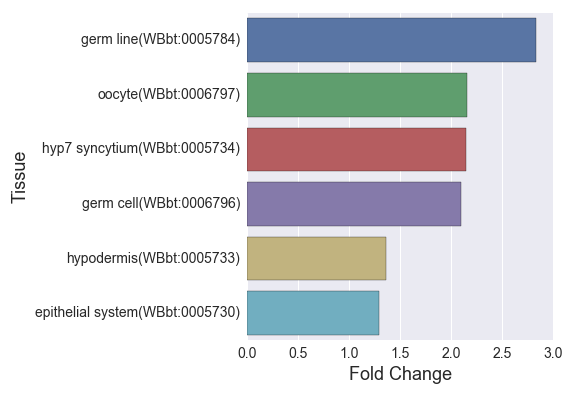 germ line(WBbt:0005784)
oocyte(WBbt:0006797)
hyp7 syncytium(WBbt:0005734)
germ cell(WBbt:0006796)
hypodermis(WBbt:0005733)
epithelial system(WBbt:0005730)
Tissue
0.0 0.5 1.0 1.5 2.0 2.5 3.0
Fold Change